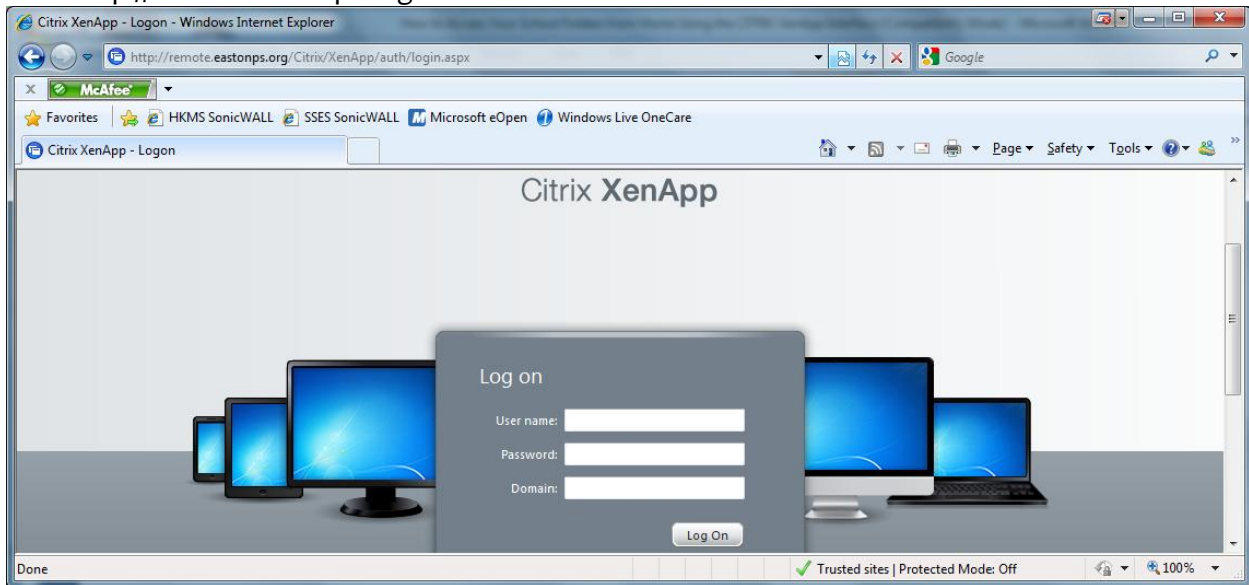 Citrix XenApp - Logon - Windows Internet Explorer
http://remote.eastonps.org/Citrix/XenApp/auth/login.aspx
Google
X McAfee
Favorites HKMS SonicWALL SSES SonicWALL Microsoft eOpen Windows Live OneCare
Citrix XenApp - Logon Page Safety Tools
Citrix XenApp
Log on
User name:
Password:
Domain:
Log On
Done Trusted sites | Protected Mode: Off 100%